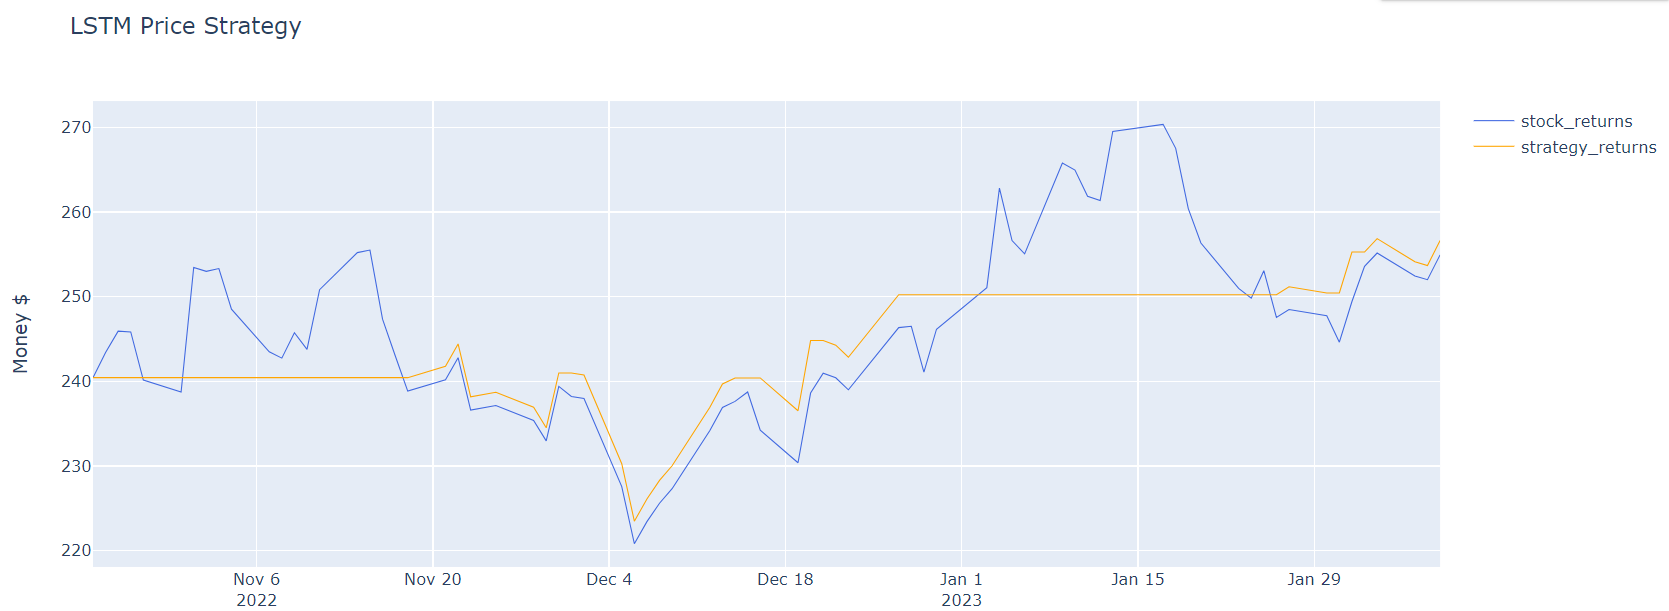 LSTM Price Strategy
stock_returns
strategy_returns
Money $
270
260
250
240
230
220
Nov 6
2022
Nov 20
Dec 4
Dec 18
Jan 1
2023
Jan 15
Jan 29